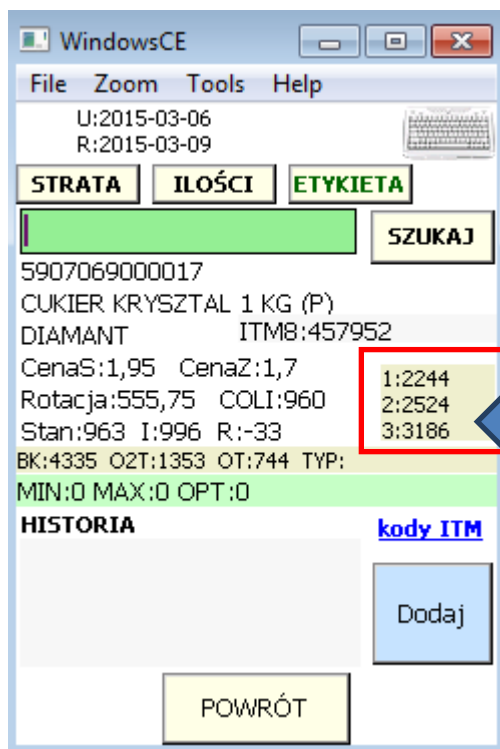 WindowsCE
File Zoom Tools Help
U:2015-03-06
R:2015-03-09
STRATA ILOŚCI ETYKIETA
SZUKAJ
5907069000017
CUKIER KRYSZTAL 1 KG (P)
DIAMANT ITM8:457952
CenaS:1,95 CenaZ:1,7
Rotacja:555,75 COLI:960
Stan:963 I:996 R:-33
1:2244
2:2524
3:3186
BK:4335 O2T:1353 OT:744 TYP:
MIN:0 MAX:0 OPT:0
HISTORIA
kody ITM
Dodaj
POWRÓT